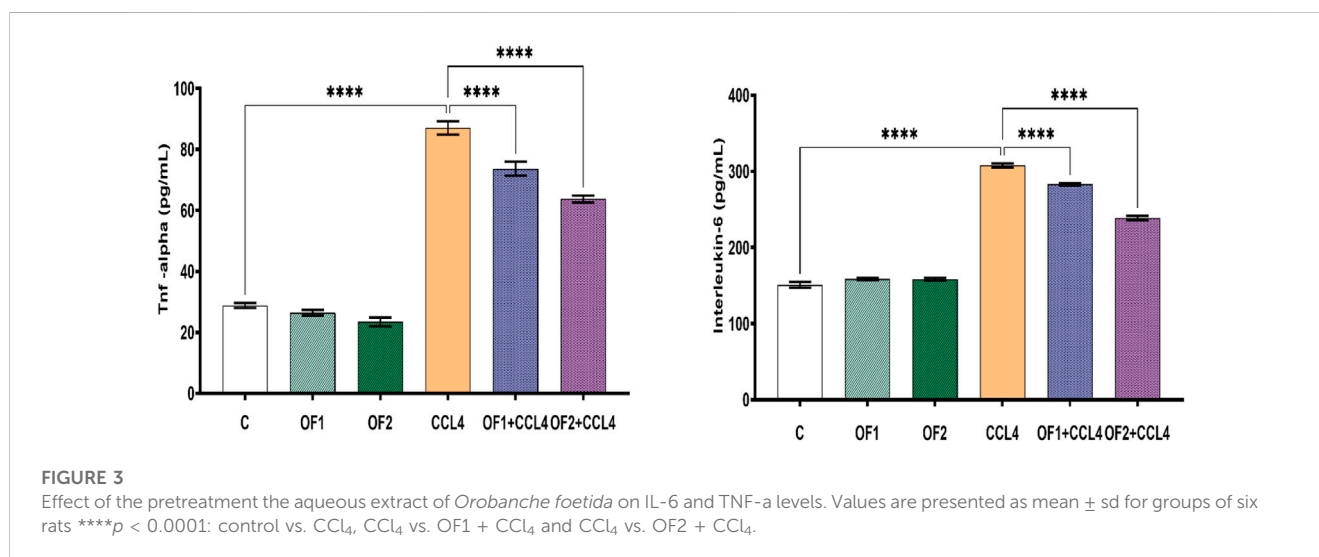 ****
****
****
100
80
60
40
20
0
Tnf -alpha (pg/mL)
C OF1 OF2 CCL4 OF1+CCL4 OF2+CCL4
****
****
****
400
300
200
100
0
Interleukin-6 (pg/mL)
C OF1 OF2 CCL4 OF1+CCL4 OF2+CCL4
FIGURE 3
Effect of the pretreatment the aqueous extract of Orobanche foetida on IL-6 and TNF-a levels. Values are presented as mean ± sd for groups of six
rats ****p < 0.0001: control vs. CCl₄, CCl₄ vs. OF1 + CCl₄ and CCl₄ vs. OF2 + CCl₄.